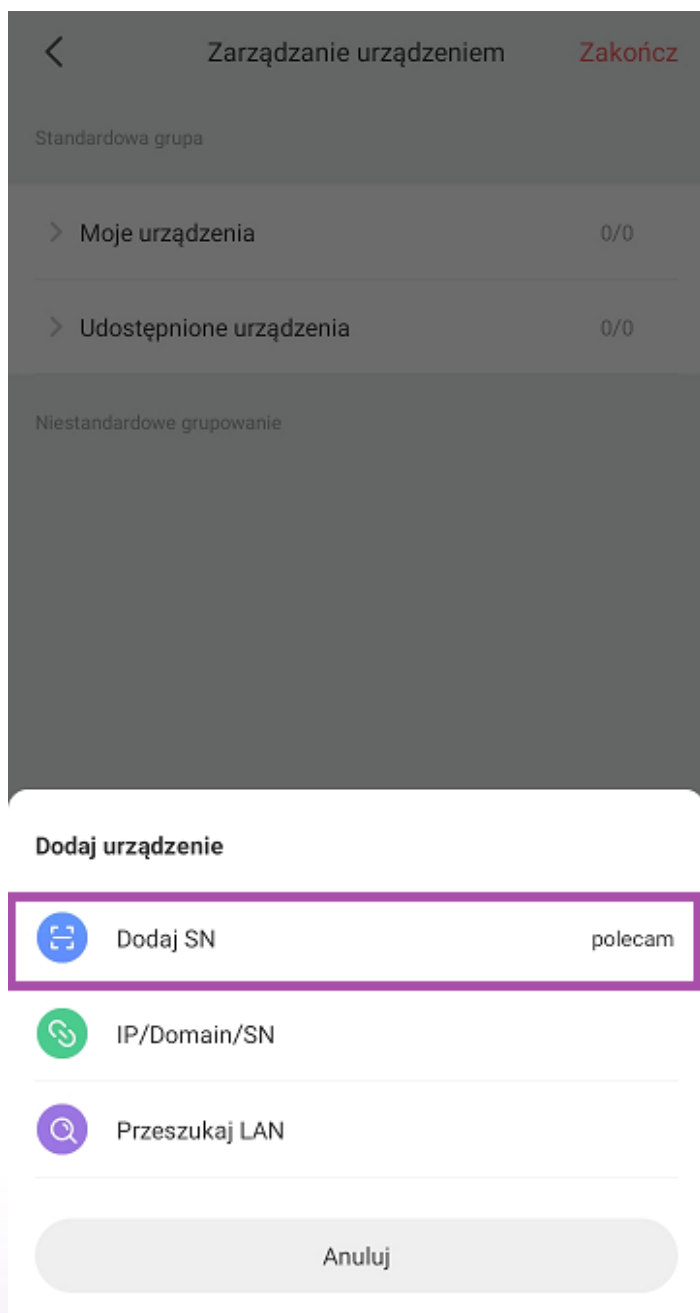 Zarządzanie urządzeniem Zakończ
Standardowa grupa
Moje urządzenia 0/0
Udostępnione urządzenia 0/0
Niestandardowe grupowanie
Dodaj urządzenie
Dodaj SN polecam
IP/Domain/SN
Przeszukaj LAN
Anuluj